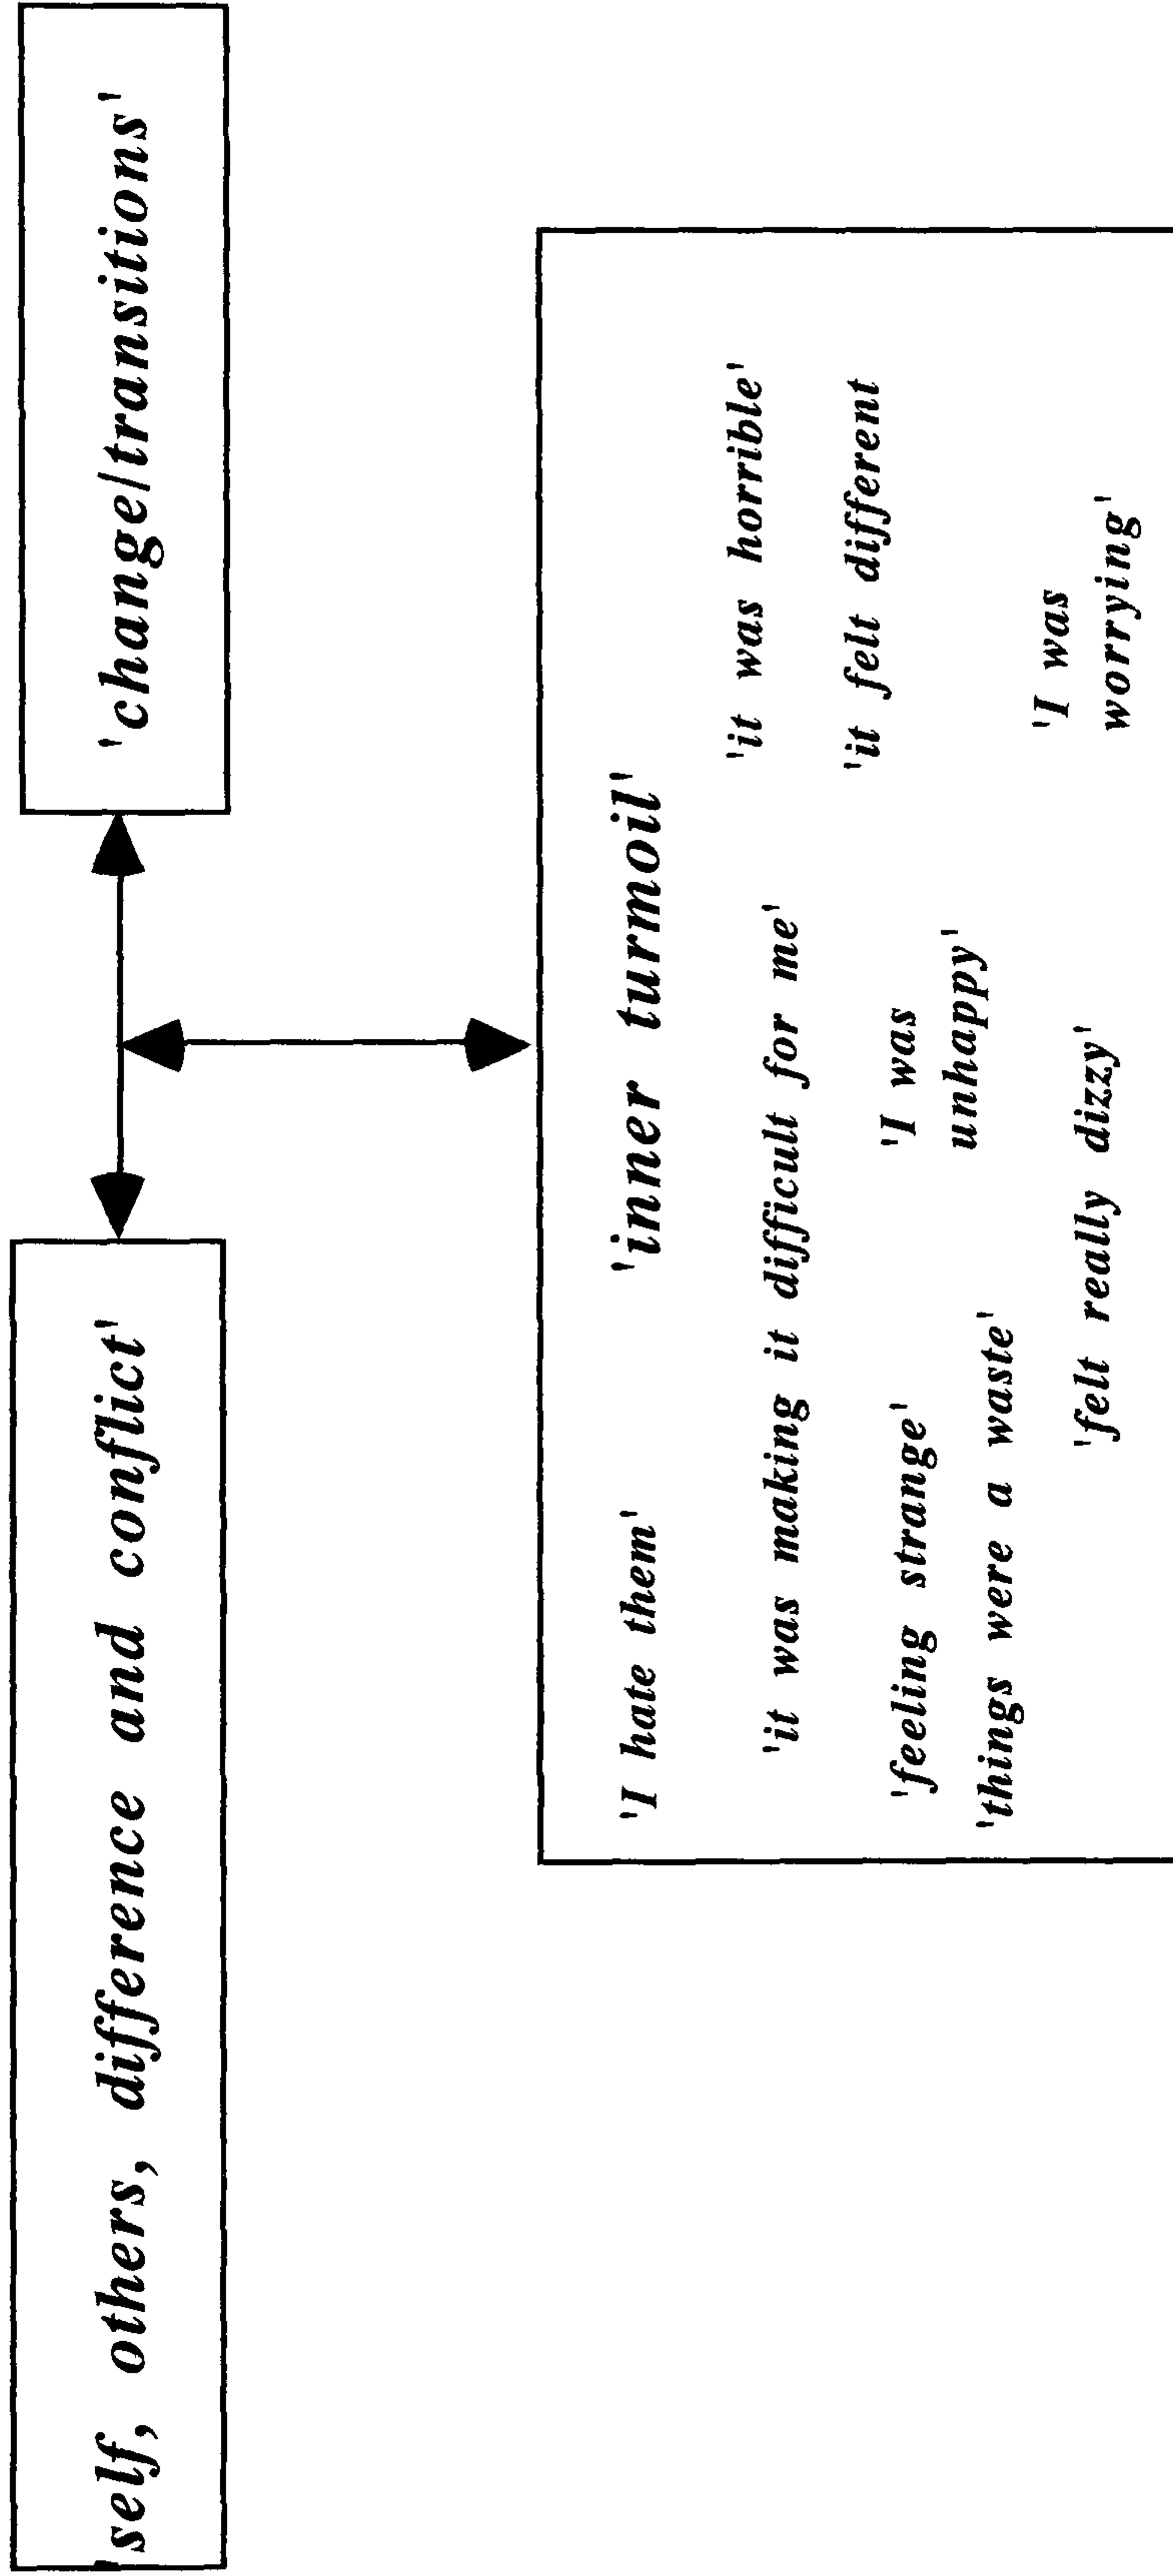 'self, others, difference and conflict'
'change/transitions'
'inner turmoil'
'I hate them'
'it was horrible'
'it was making it difficult for me'
'it felt different
'feeling strange'
'I was
unhappy'
'things were a waste'
'I was
worrying'
'felt really dizzy'